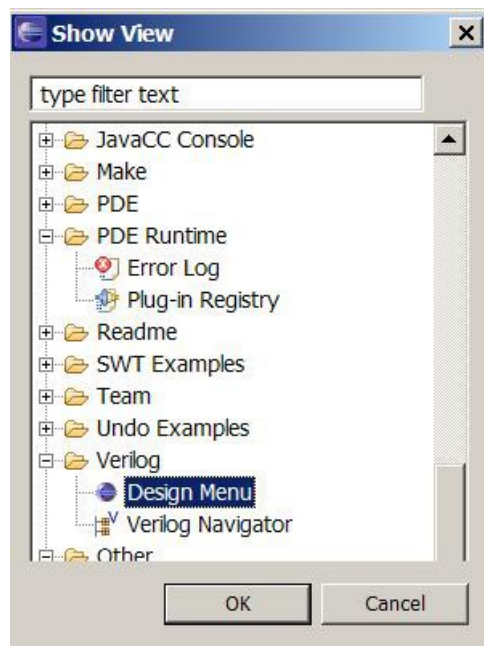 Show View
type filter text
JavaCC Console
Make
PDE
PDE Runtime
Error Log
Plug-in Registry
Readme
SWT Examples
Team
Undo Examples
Verilog
Design Menu
Verilog Navigator
Other
OK
Cancel